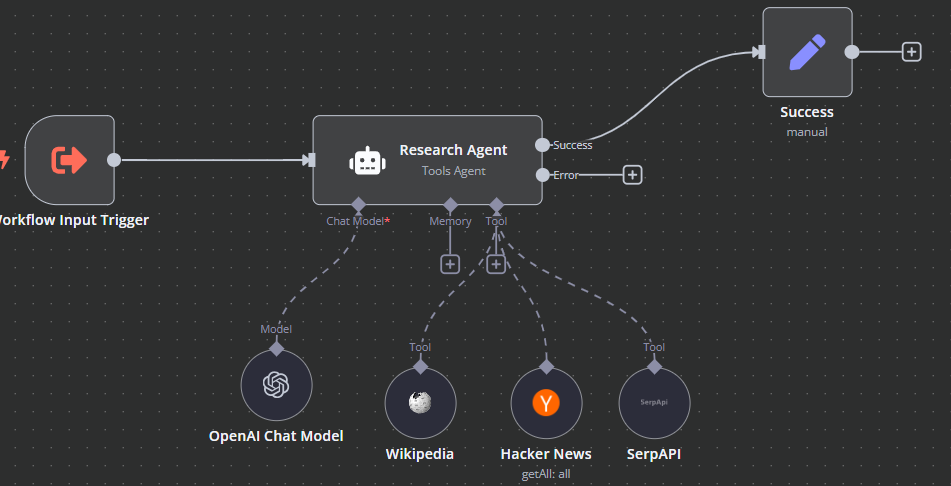 Success
manual
Research Agent
Tools Agent
Success
Error
Workflow Input Trigger
Chat Model*
Memory
Tool
Model
Tool
Tool
SerpApi
OpenAI Chat Model
Wikipedia
Hacker News
SerpAPI
getAll: all